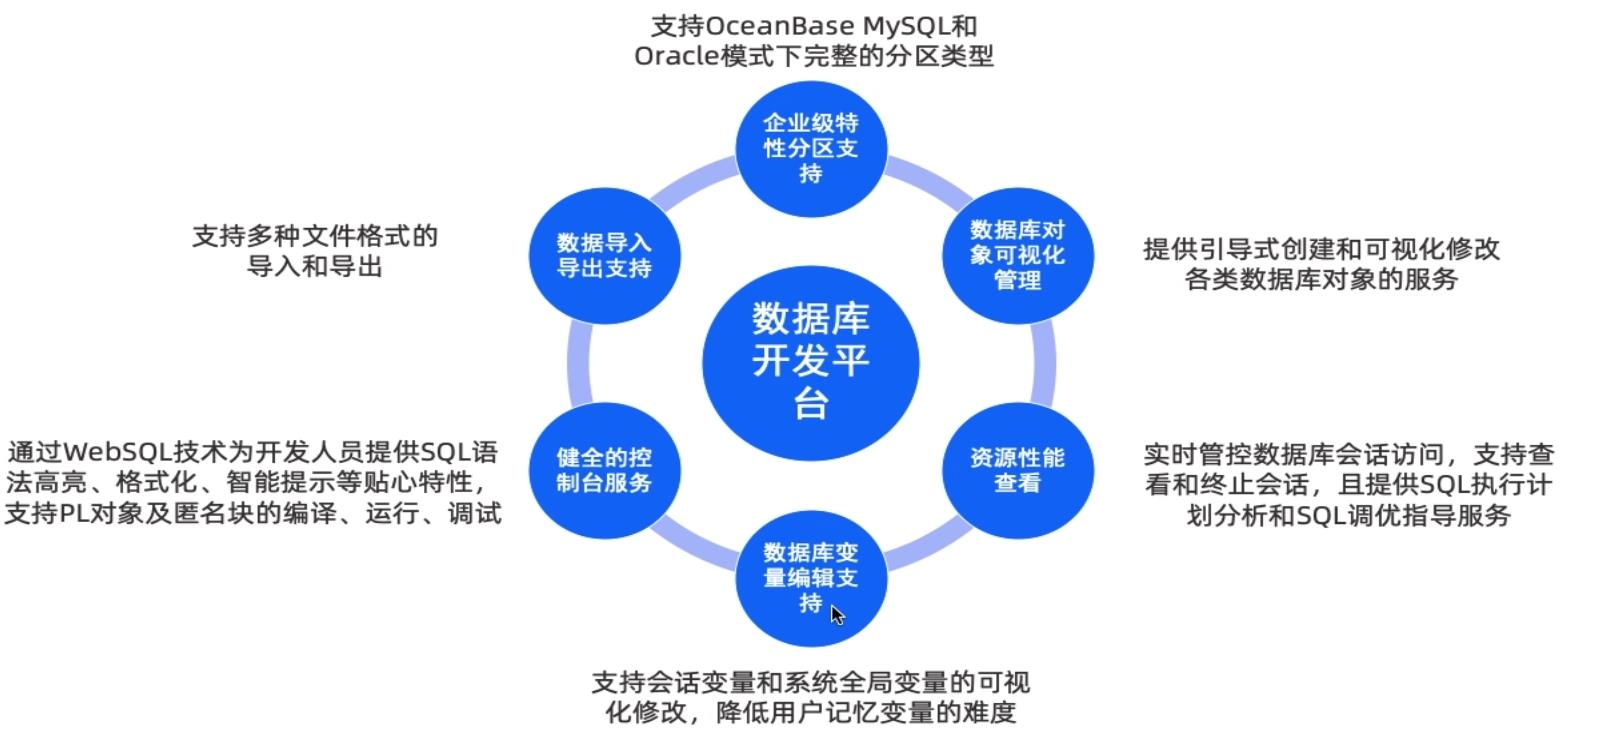 支持OceanBase MySQL和
Oracle模式下完整的分区类型
企业级特
性分区支
持
数据库对
象可视化
管理
提供引导式创建和可视化修改
各类数据库对象的服务
资源性能
查看
实时管控数据库会话访问，支持查
看和终止会话，且提供SQL执行计
划分析和SQL调优指导服务
数据库变
量编辑支
持
支持会话变量和系统全局变量的可视
化修改，降低用户记忆变量的难度
健全的控
制台服务
通过WebSQL技术为开发人员提供SQL语
法高亮、格式化、智能提示等贴心特性，
支持PL对象及匿名块的编译、运行、调试
数据导入
导出支持
支持多种文件格式的
导入和导出
数据库
开发平
台